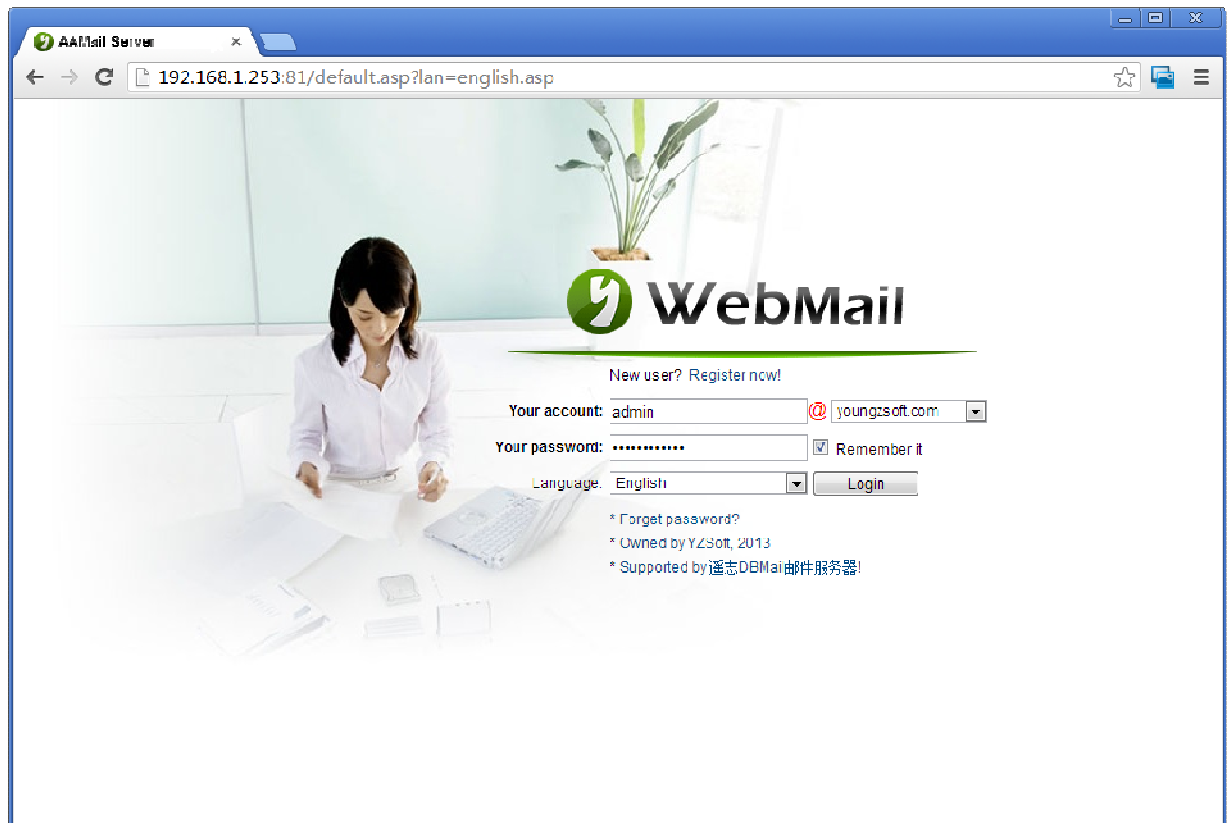 AAMail Server
192.168.1.253:81/default.asp?lan=english.asp
WebMail
New user? Register now!
Your account: admin @ youngzsoft.com
Your password: •••••••••••• Remember it
Language: English Login
* Forget password?
* Owned by YZSoft, 2013
* Supported by遥志DBMail邮件服务器!